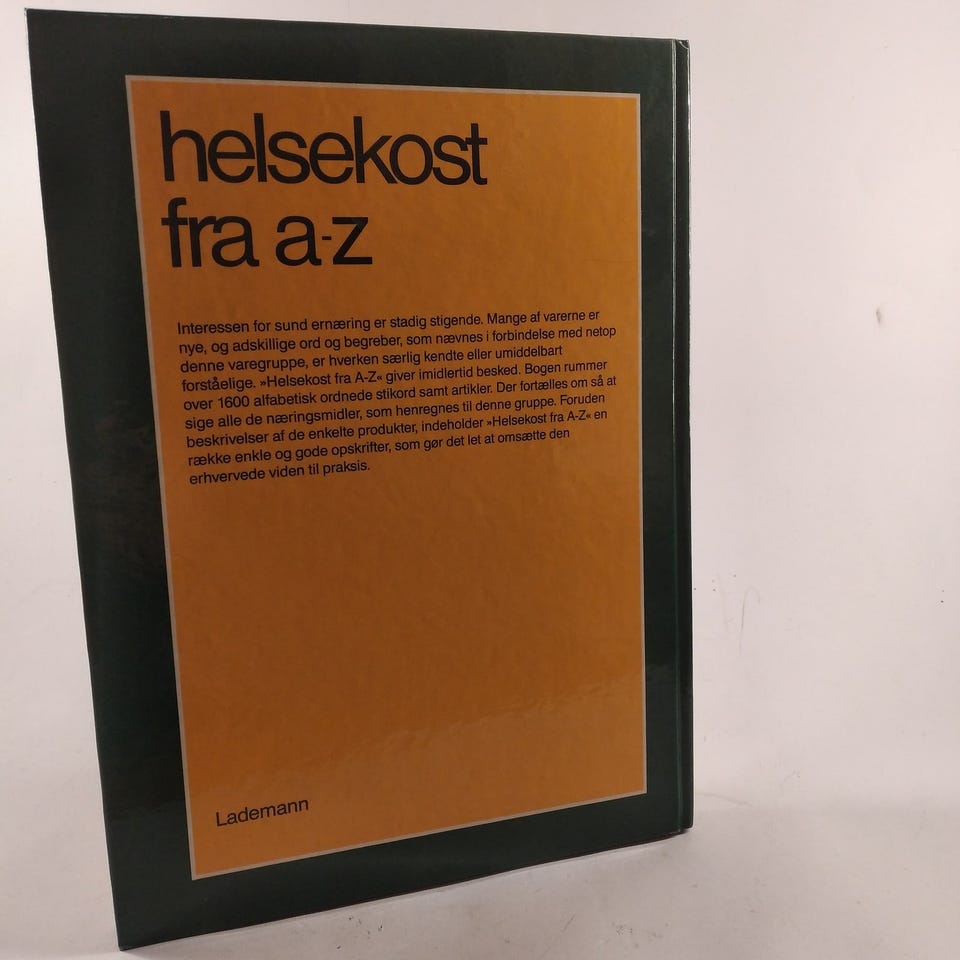 helsekost
fra a-z
Interessen for sund ernæring er stadig stigende. Mange af varerne er
nye, og adskillige ord og begreber, som nævnes i forbindelse med netop
denne varegruppe, er hverken særlig kendte eller umiddelbart
forståelige. »Helsekost fra A-Z« giver imidlertid besked. Bogen rummer
over 1600 alfabetisk ordnede stikord samt artikler. Der fortælles om så at
sige alle de næringsmidler, som henregnes til denne gruppe. Foruden
beskrivelser af de enkelte produkter, indeholder »Helsekost fra A-Z« en
række enkle og gode opskrifter, som gør det let at omsætte den
erhvervede viden til praksis.
Lademann